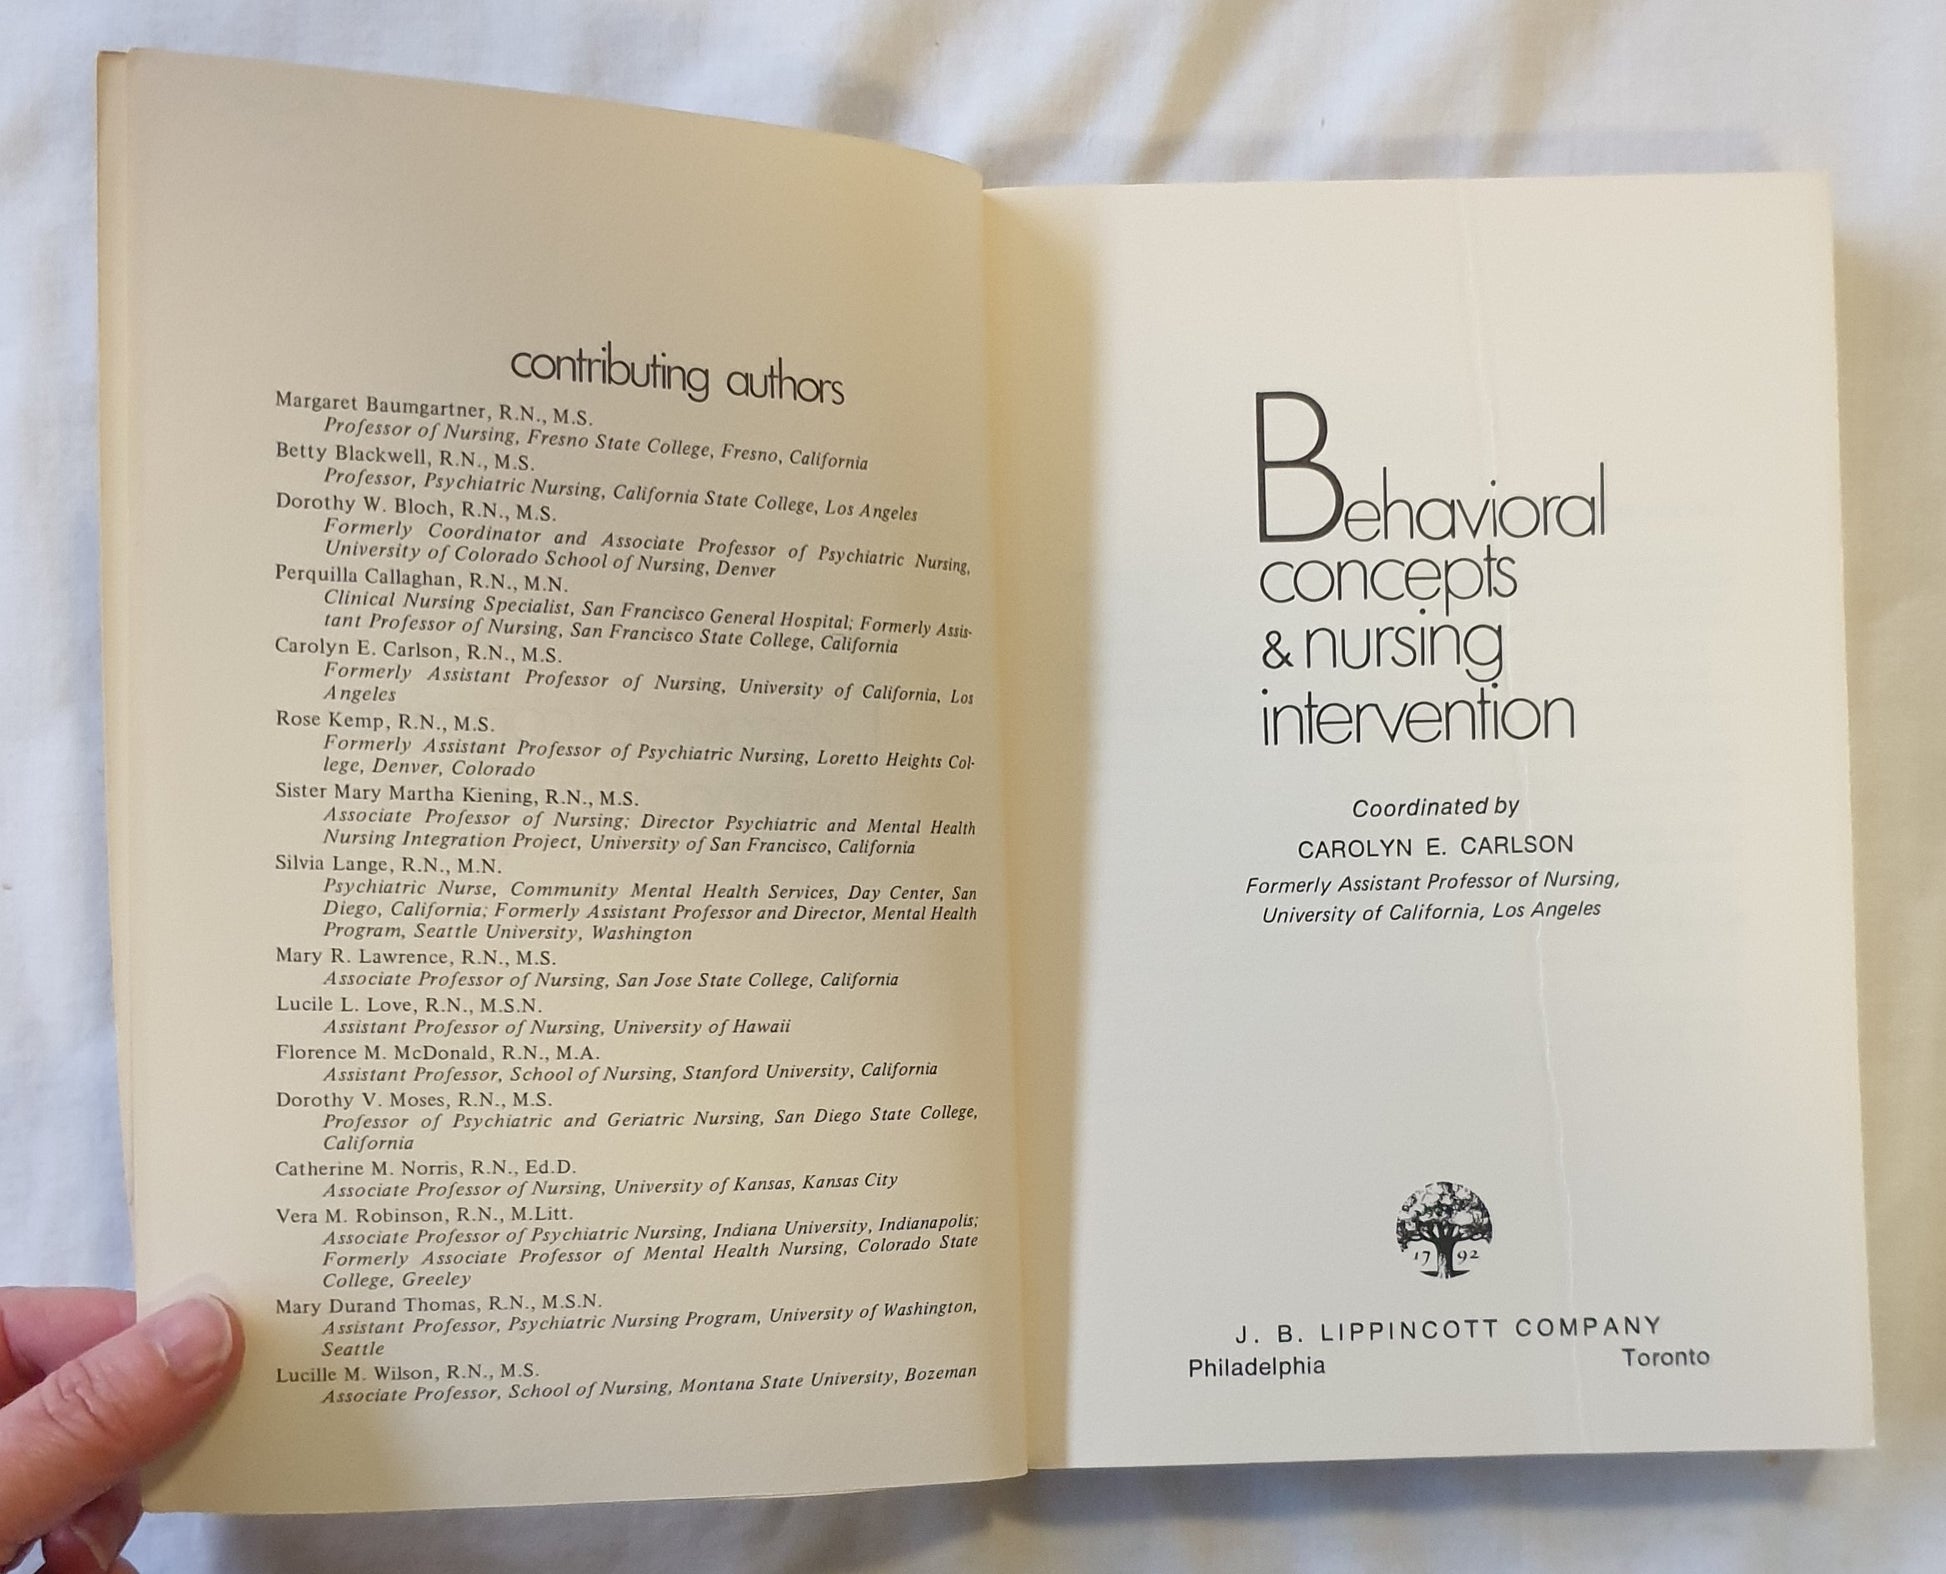 contributing authors
Margaret Baumgartner, R.N., M.S.
Professor of Nursing, Fresno State College, Fresno, California
Betty Blackwell, R.N., M.S.
Professor, Psychiatric Nursing, California State College, Los Angeles
Dorothy W. Bloch, R.N., M.S.
Formerly Coordinator and Associate Professor of Psychiatric Nursing,
University of Colorado School of Nursing, Denver
Perquilla Callaghan, R.N., M.N.
Clinical Nursing Specialist, San Francisco General Hospital; Formerly Assis-
tant Professor of Nursing, San Francisco State College, California
Carolyn E. Carlson, R.N., M.S.
Formerly Assistant Professor of Nursing, University of California, Los
Angeles
Rose Kemp, R.N., M.S.
Formerly Assistant Professor of Psychiatric Nursing, Loretto Heights Col-
lege, Denver, Colorado
Sister Mary Martha Kiening, R.N., M.S.
Associate Professor of Nursing; Director Psychiatric and Mental Health
Nursing Integration Project, University of San Francisco, California
Silvia Lange, R.N., M.N.
Psychiatric Nurse, Community Mental Health Services, Day Center, San
Diego, California; Formerly Assistant Professor and Director, Mental Health
Program, Seattle University, Washington
Mary R. Lawrence, R.N., M.S.
Associate Professor of Nursing, San Jose State College, California
Lucile L. Love, R.N., M.S.N.
Assistant Professor of Nursing, University of Hawaii
Florence M. McDonald, R.N., M.A.
Assistant Professor, School of Nursing, Stanford University, California
Dorothy V. Moses, R.N., M.S.
Professor of Psychiatric and Geriatric Nursing, San Diego State College,
California
Catherine M. Norris, R.N., Ed.D.
Associate Professor of Nursing, University of Kansas, Kansas City
Vera M. Robinson, R.N., M.Litt.
Associate Professor of Psychiatric Nursing, Indiana University, Indianapolis;
Formerly Associate Professor of Mental Health Nursing, Colorado State
College, Greeley
Mary Durand Thomas, R.N., M.S.N.
Assistant Professor, Psychiatric Nursing Program, University of Washington,
Seattle
Lucille M. Wilson, R.N., M.S.
Associate Professor, School of Nursing, Montana State University, Bozeman
Behavioral
concepts
& nursing
intervention
Coordinated by
CAROLYN E. CARLSON
Formerly Assistant Professor of Nursing,
University of California, Los Angeles
1792
J. B. LIPPINCOTT COMPANY
Philadelphia Toronto